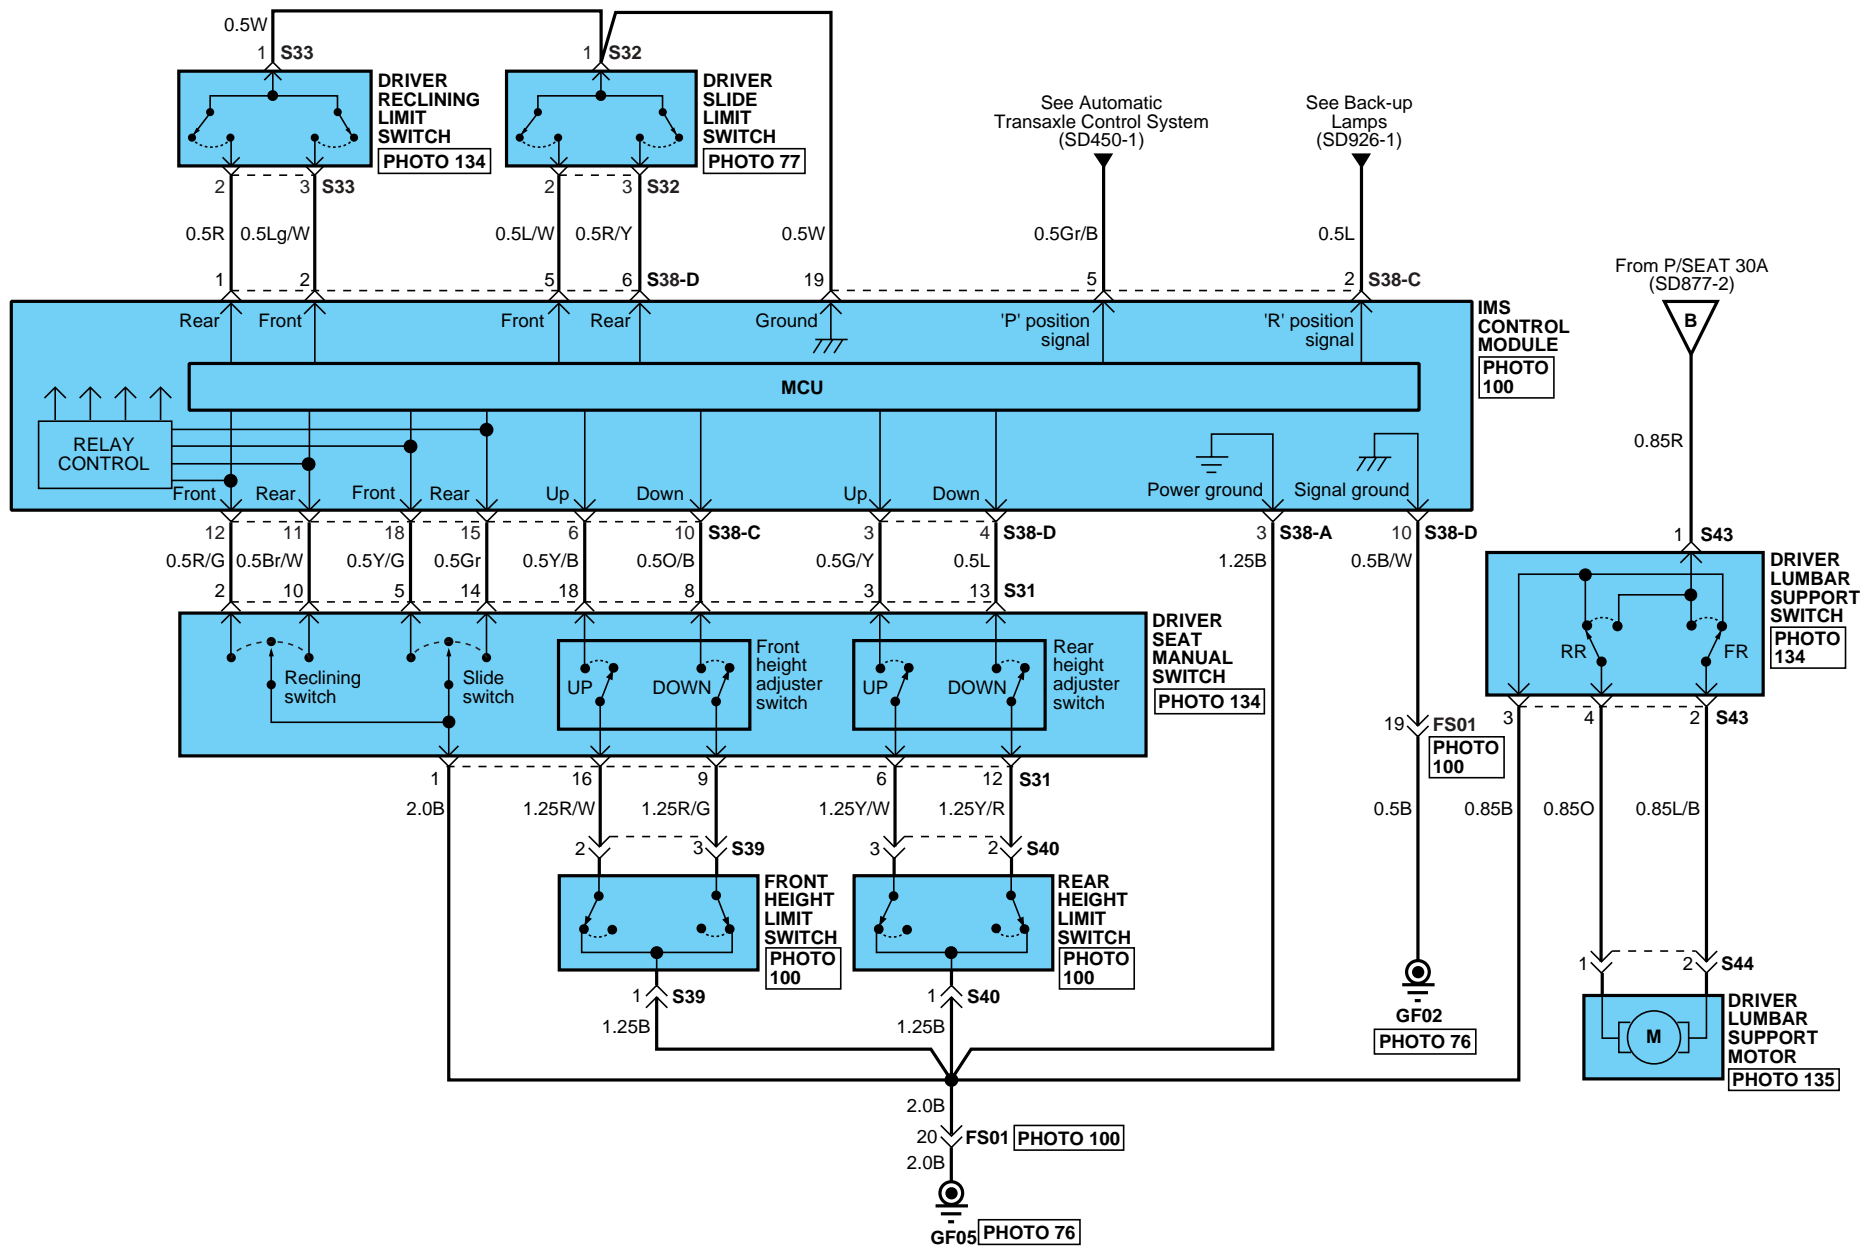 0.5W
1 S33
1 S32
DRIVER
RECLINING
LIMIT
SWITCH
PHOTO 134
DRIVER
SLIDE
LIMIT
SWITCH
PHOTO 77
See Automatic
Transaxle Control System
(SD450-1)
See Back-up
Lamps
(SD926-1)
2 3 S33
2 3 S32
0.5R 0.5Lg/W 0.5L/W 0.5R/Y 0.5W 0.5Gr/B 0.5L
1 2 5 6 S38-D 19 5 2 S38-C
From P/SEAT 30A
(SD877-2)
B
0.85R
Rear Front Front Rear Ground
'P' position
signal
'R' position
signal
IMS
CONTROL
MODULE
PHOTO
100
MCU
RELAY
CONTROL
Front Rear Front Rear Up Down Up Down Power ground Signal ground
12 11 18 15 6 10 S38-C 3 4 S38-D 3 S38-A 10 S38-D
0.5R/G 0.5Br/W 0.5Y/G 0.5Gr 0.5Y/B 0.5O/B 0.5G/Y 0.5L 1.25B 0.5B/W
2 10 5 14 18 8 3 13 S31
1 S43
DRIVER
LUMBAR
SUPPORT
SWITCH
PHOTO
134
RR FR
3 4 2 S43
DRIVER
SEAT
MANUAL
SWITCH
PHOTO 134
Reclining
switch
Slide
switch
UP DOWN
Front
height
adjuster
switch
UP DOWN
Rear
height
adjuster
switch
19 FS01
PHOTO
100
1 16 9 6 12 S31
2.0B 1.25R/W 1.25R/G 1.25Y/W 1.25Y/R 0.5B 0.85B 0.85O 0.85L/B
2 3 S39
3 2 S40
FRONT
HEIGHT
LIMIT
SWITCH
PHOTO
100
REAR
HEIGHT
LIMIT
SWITCH
PHOTO
100
1 S39
1 S40
1.25B 1.25B
GF02
PHOTO 76
1 2 S44
M
DRIVER
LUMBAR
SUPPORT
MOTOR
PHOTO 135
2.0B
20 FS01 PHOTO 100
2.0B
GF05 PHOTO 76